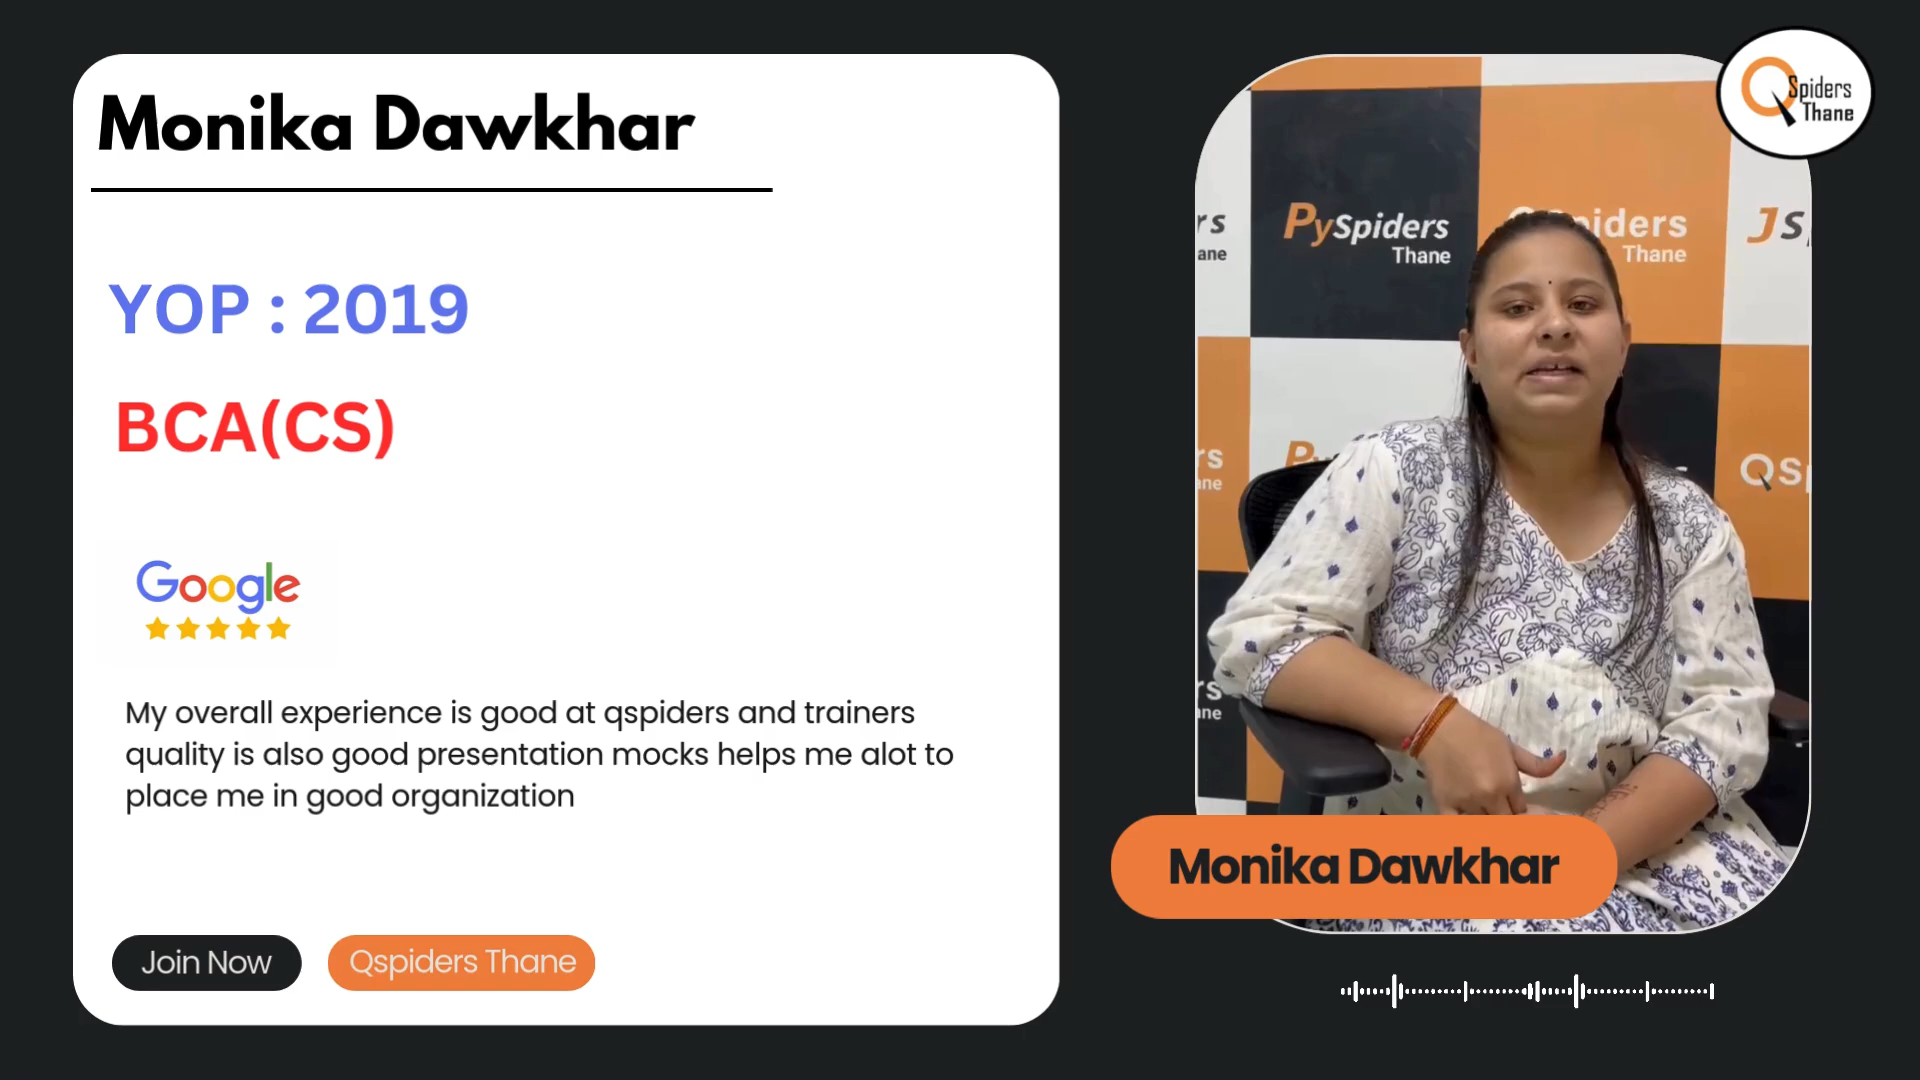 Monika Dawkhar
YOP : 2019
BCA(CS)
Google
My overall experience is good at qspiders and trainers
quality is also good presentation mocks helps me alot to
place me in good organization
Join Now
Qspiders Thane
QSpiders
Thane
PySpiders
Thane
Spiders
Thane
Monika Dawkhar